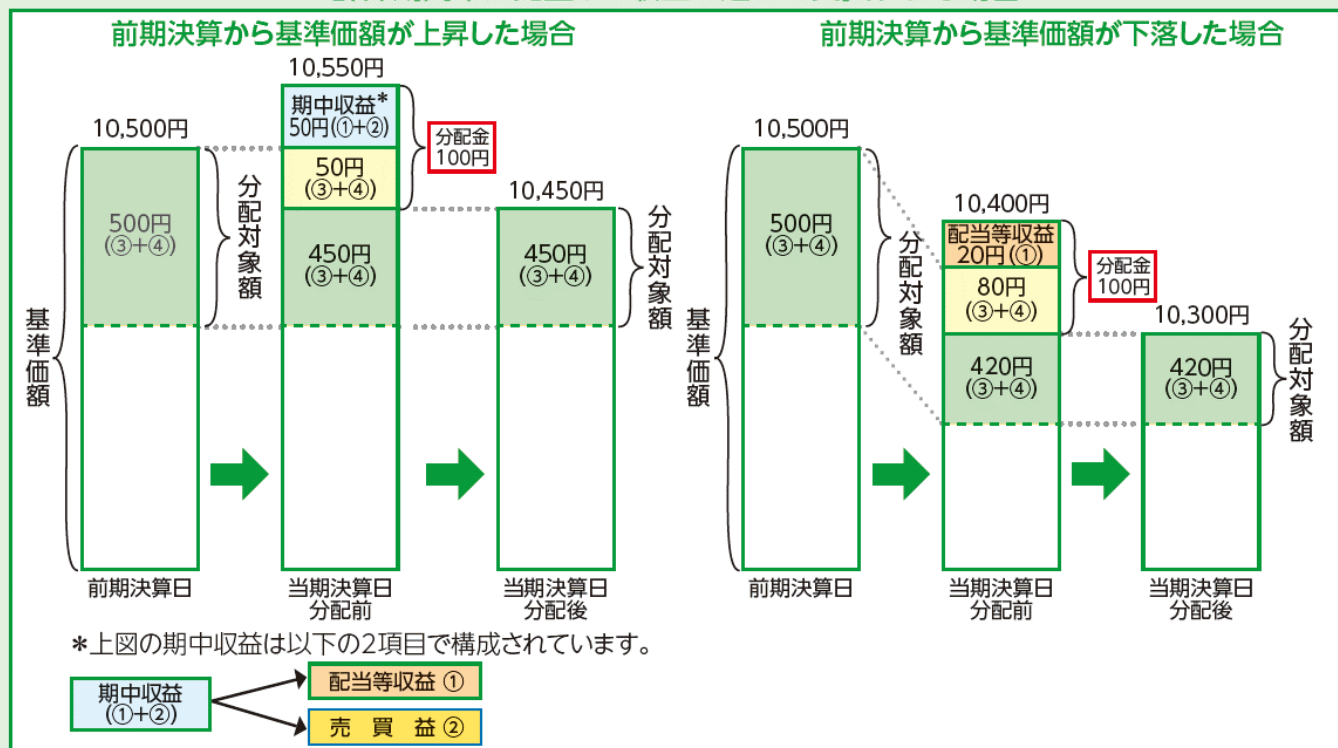 前期決算から基準価額が上昇した場合
10,500円
500円
(③+④)
分配対象額
基準価額
前期決算日
10,550円
期中収益*
50円(①+②)
50円
(③+④)
450円
(③+④)
分配金
100円
当期決算日
分配前
10,450円
450円
(③+④)
分配対象額
当期決算日
分配後
前期決算から基準価額が下落した場合
10,500円
500円
(③+④)
分配対象額
基準価額
前期決算日
10,400円
配当等収益
20円(①)
80円
(③+④)
420円
(③+④)
分配金
100円
当期決算日
分配前
10,300円
420円
(③+④)
分配対象額
当期決算日
分配後
*上図の期中収益は以下の2項目で構成されています。
期中収益
(①+②)
配当等収益 ①
売 買 益 ②